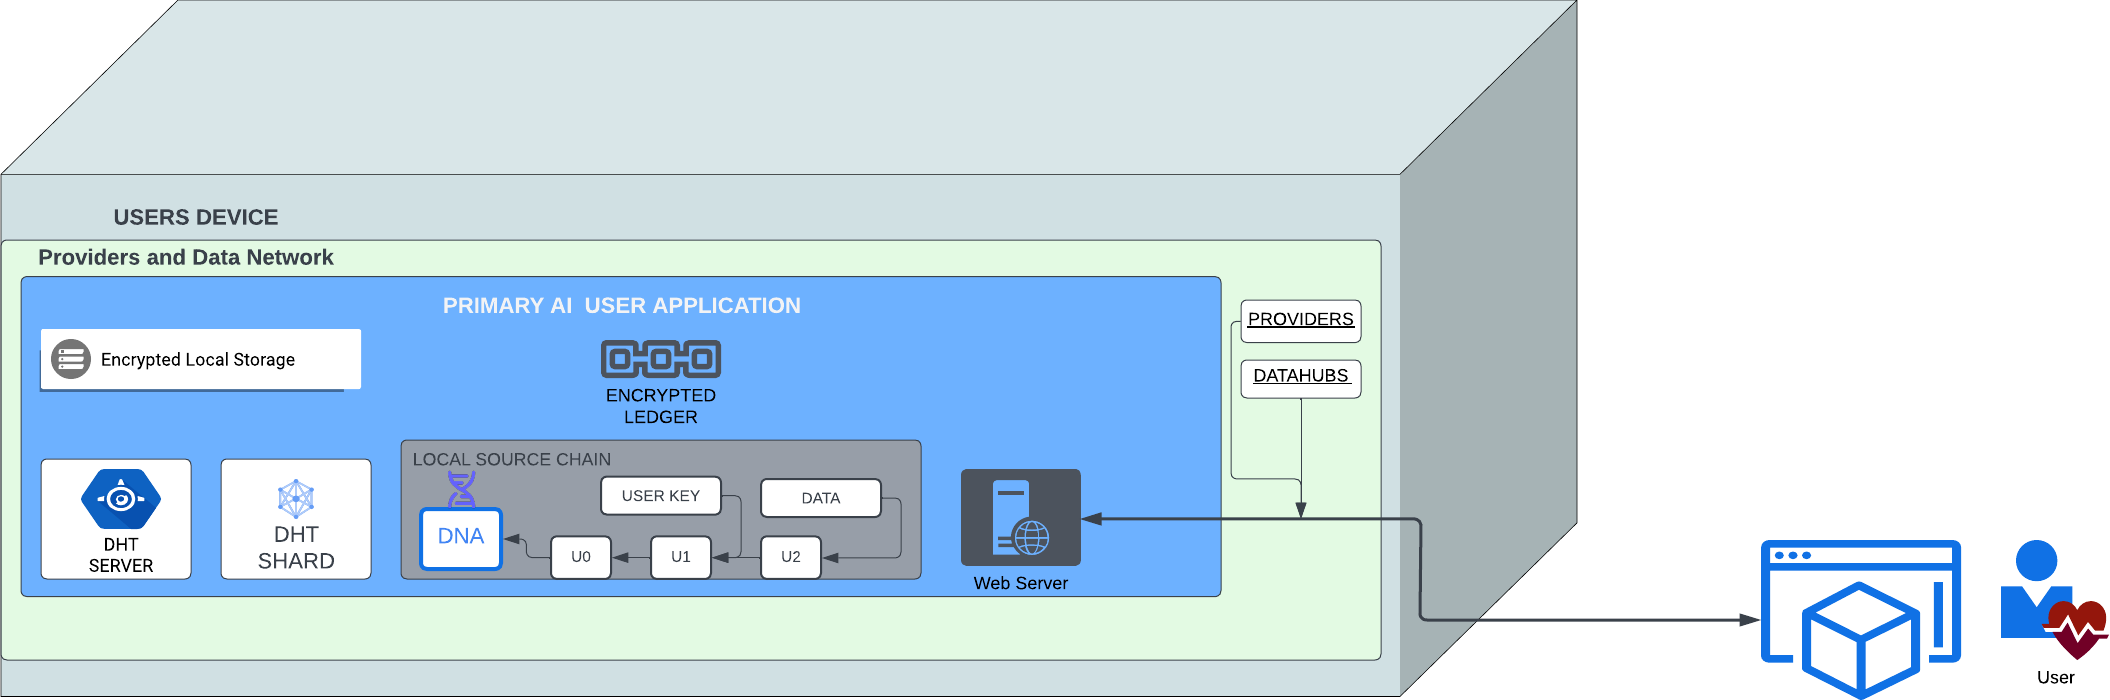 USERS DEVICE
Providers and Data Network
PRIMARY AI  USER APPLICATION
Encrypted Local Storage
ENCRYPTED
LEDGER
PROVIDERS
DATAHUBS
DHT
SERVER
DHT
SHARD
LOCAL SOURCE CHAIN
USER KEY
DATA
DNA
U0
U1
U2
Web Server
User